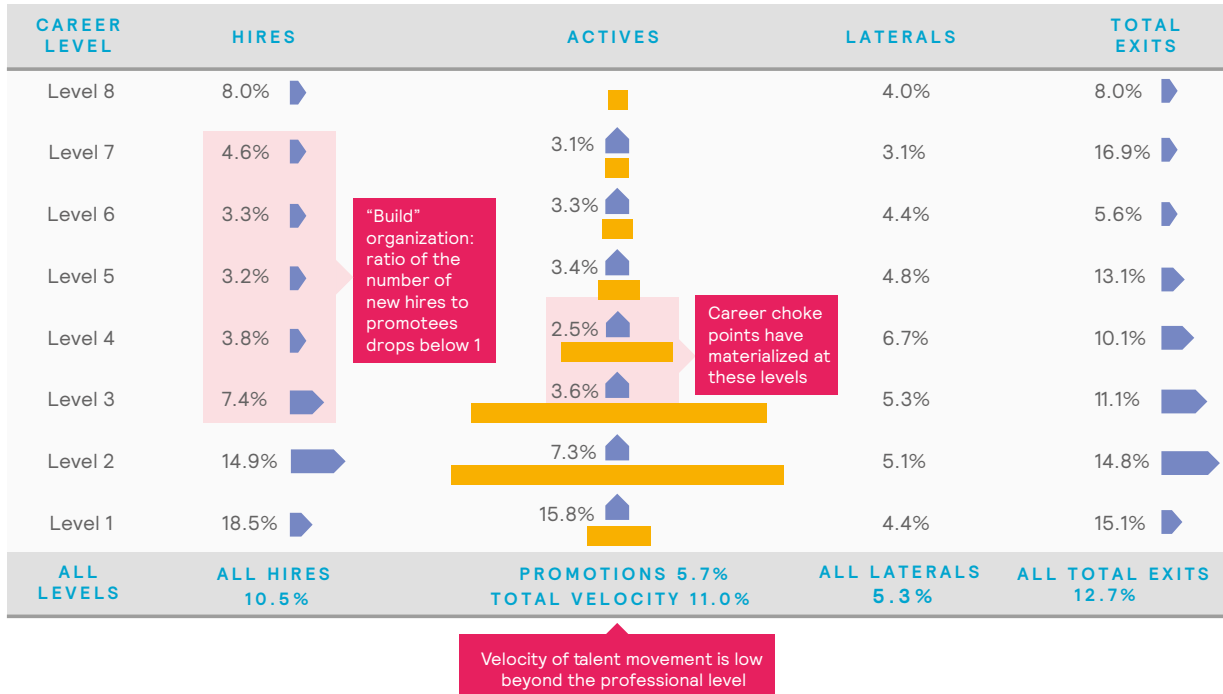 CAREER
LEVEL
HIRES
ACTIVES
LATERALS
TOTAL
EXITS
Level 8
8.0%
4.0%
8.0%
Level 7
4.6%
3.1%
3.1%
16.9%
Level 6
3.3%
3.3%
4.4%
5.6%
Level 5
3.2%
3.4%
4.8%
13.1%
Level 4
3.8%
2.5%
6.7%
10.1%
Level 3
7.4%
3.6%
5.3%
11.1%
Level 2
14.9%
7.3%
5.1%
14.8%
Level 1
18.5%
15.8%
4.4%
15.1%
“Build”
organization:
ratio of the
number of
new hires to
promotees
drops below 1
Career choke
points have
materialized at
these levels
ALL
LEVELS
ALL HIRES
10.5%
PROMOTIONS 5.7%
TOTAL VELOCITY 11.0%
ALL LATERALS
5.3%
ALL TOTAL EXITS
12.7%
Velocity of talent movement is low
beyond the professional level